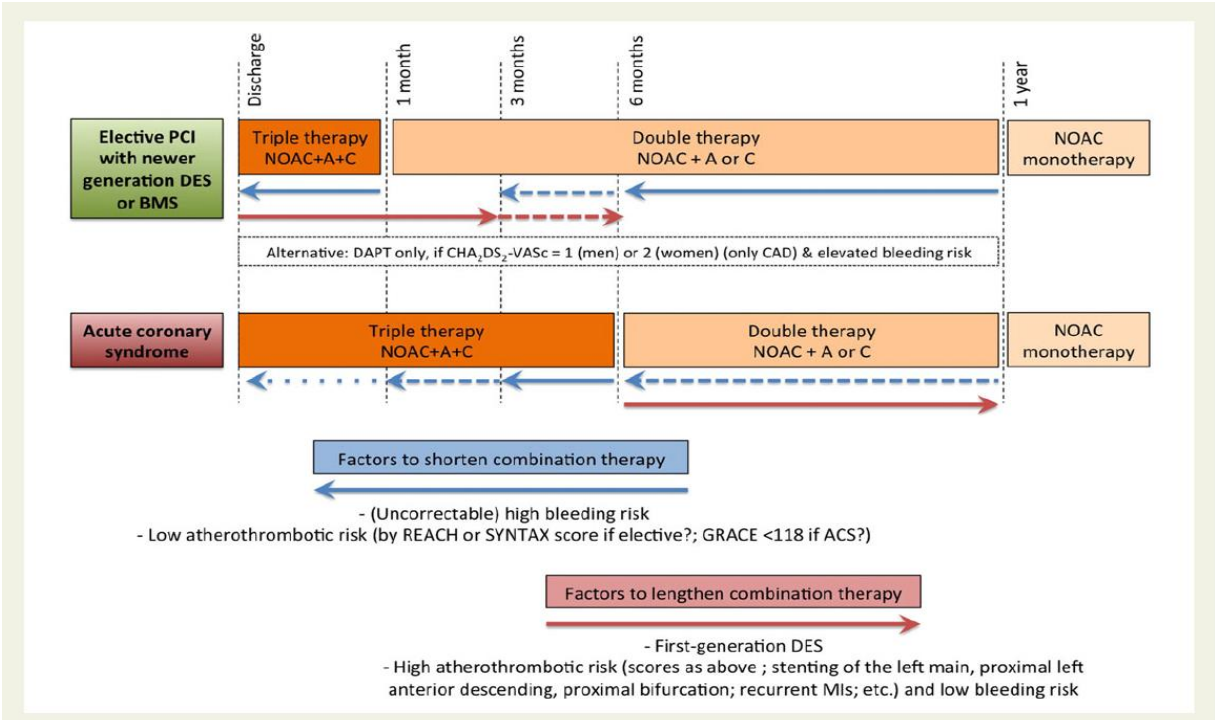 Discharge
1 month
3 months
6 months
1 year
Elective PCI
with newer
generation DES
or BMS
Triple therapy
NOAC+A+C
Double therapy
NOAC + A or C
NOAC
monotherapy
Alternative: DAPT only, if CHA₂DS₂-VASc = 1 (men) or 2 (women) (only CAD) & elevated bleeding risk
Acute coronary
syndrome
Triple therapy
NOAC+A+C
Double therapy
NOAC + A or C
NOAC
monotherapy
Factors to shorten combination therapy
- (Uncorrectable) high bleeding risk
- Low atherothrombotic risk (by REACH or SYNTAX score if elective?; GRACE <118 if ACS?)
Factors to lengthen combination therapy
- First-generation DES
- High atherothrombotic risk (scores as above ; stenting of the left main, proximal left
anterior descending, proximal bifurcation; recurrent MIs; etc.) and low bleeding risk